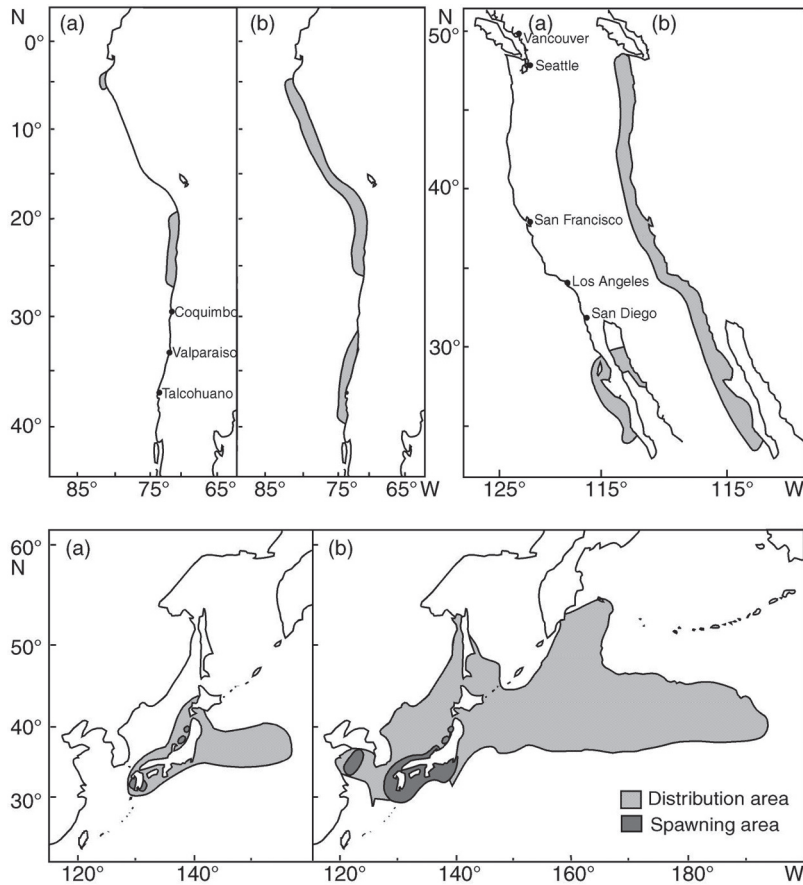 N
0°
10°
20°
30°
40°
(a)
Coquimbo
Valparaiso
Talcohuano
(b)
85° 75° 65° 85° 75° 65° W
N
50°
40°
30°
(a)
Vancouver
Seattle
San Francisco
Los Angeles
San Diego
(b)
125° 115° 115° W
60°
N
50°
40°
30°
(a)
(b)
Distribution area
Spawning area
120° 140° 120° 140° 160° 180° W